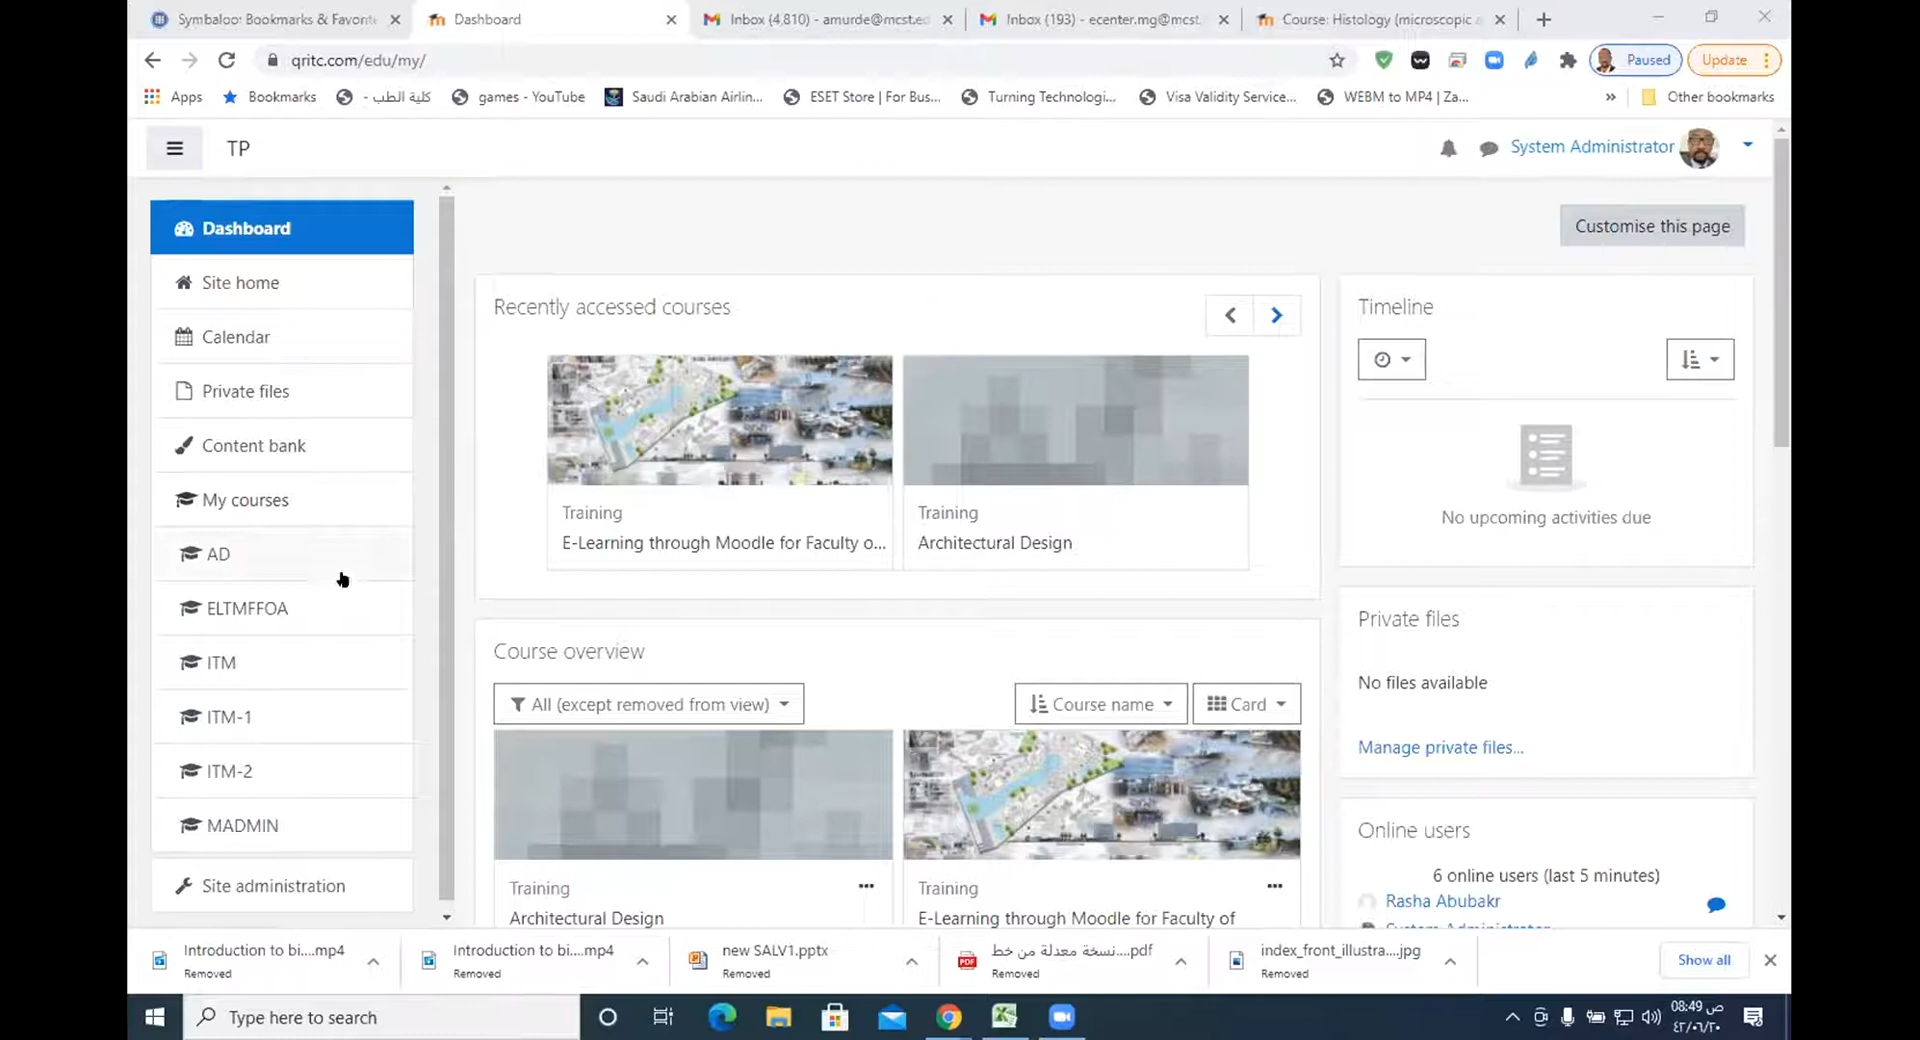 Symbaloo: Bookmarks & Favorit
Dashboard
Inbox (4,810) - amurde@mcst.ed
Inbox (193) - ecenter.mg@mcst.
Course: Histology (microscopic a
qritc.com/edu/my/
Paused
Update
Apps
Bookmarks
كلية الطب -
games - YouTube
Saudi Arabian Airlin...
ESET Store | For Bus...
Turning Technologi...
Visa Validity Service...
WEBM to MP4 | Za...
»
Other bookmarks
TP
System Administrator
Dashboard
Site home
Calendar
Private files
Content bank
My courses
AD
ELTMFFOA
ITM
ITM-1
ITM-2
MADMIN
Site administration
Customise this page
Recently accessed courses
Training
E-Learning through Moodle for Faculty o...
Training
Architectural Design
Course overview
All (except removed from view)
Course name
Card
Training
Architectural Design
Training
E-Learning through Moodle for Faculty of
Timeline
No upcoming activities due
Private files
No files available
Manage private files...
Online users
6 online users (last 5 minutes)
Rasha Abubakr
System Administrator
Introduction to bi....mp4
Removed
Introduction to bi....mp4
Removed
new SALV1.pptx
Removed
نسخة معدلة من خط....pdf
Removed
index_front_illustra....jpg
Removed
Show all
Type here to search
08:49 ص
٤٢/٠٦/٢٠